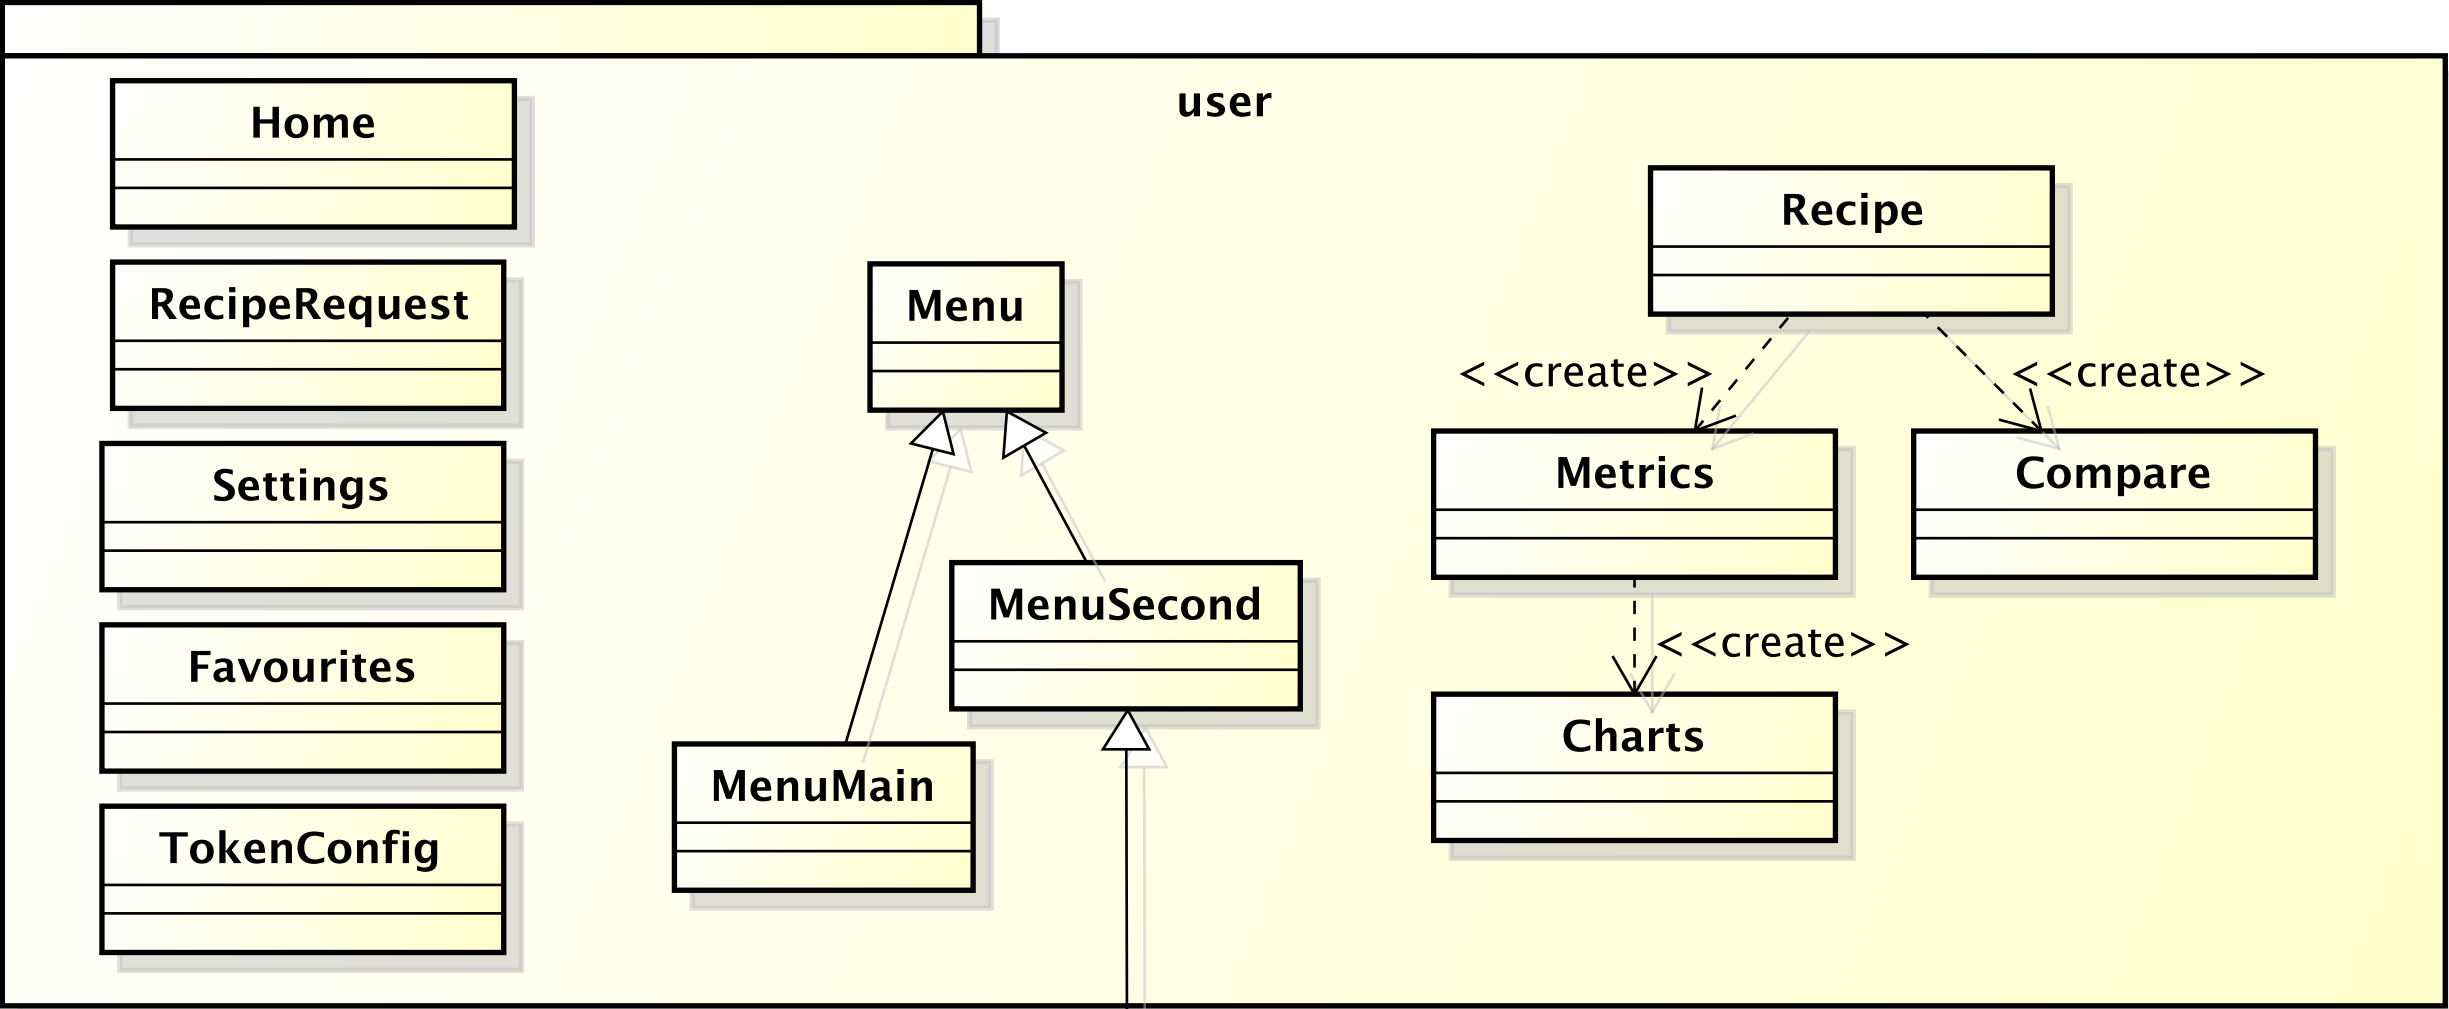 user
Home
RecipeRequest
Settings
Favourites
TokenConfig
Menu
MenuSecond
MenuMain
Recipe
<<create>>
<<create>>
Metrics
Compare
<<create>>
Charts